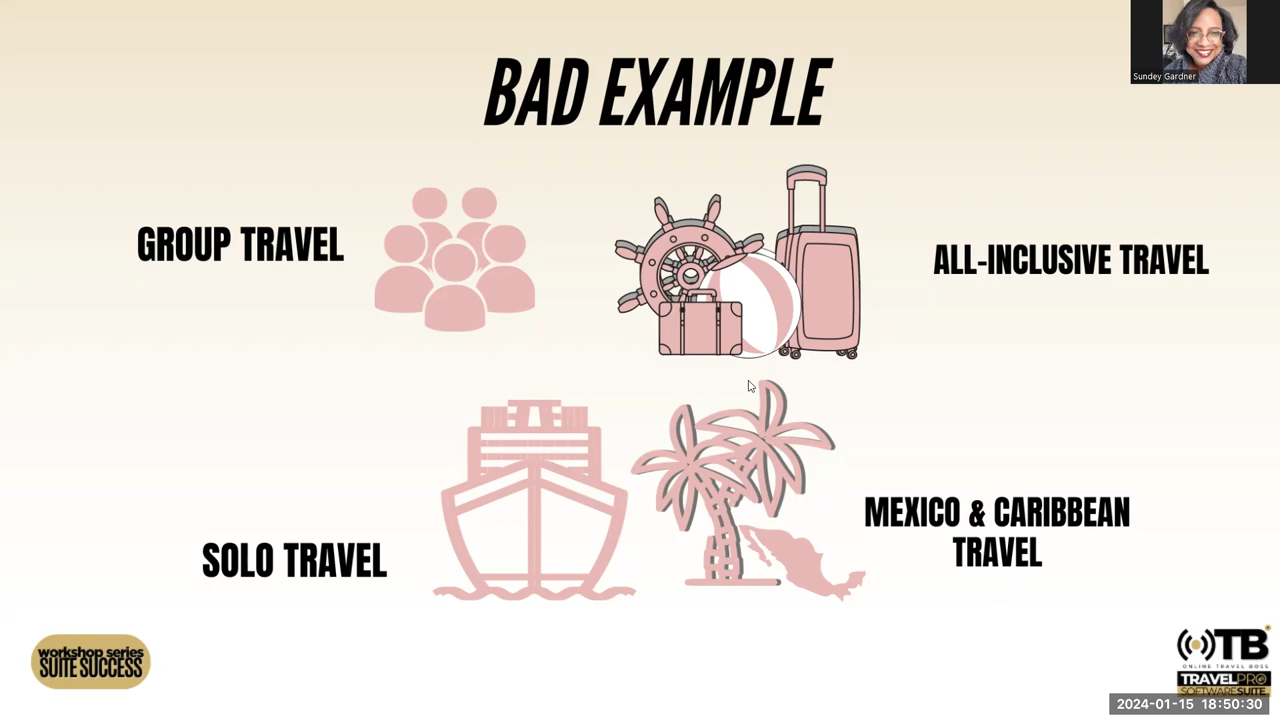 Sundey Gardner
BAD EXAMPLE
GROUP TRAVEL
ALL-INCLUSIVE TRAVEL
SOLO TRAVEL
MEXICO & CARIBBEAN
TRAVEL
workshop series
SUITE SUCCESS
OTB
ONLINE TRAVEL BOSS
TRAVELPRO
SOFTWARE SUITE
2024-01-15 18:50:30